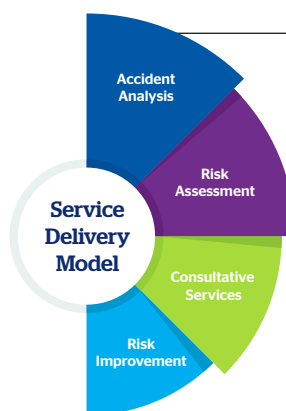 Accident
Analysis
Risk
Assessment
Service
Delivery
Model
Consultative
Services
Risk
Improvement